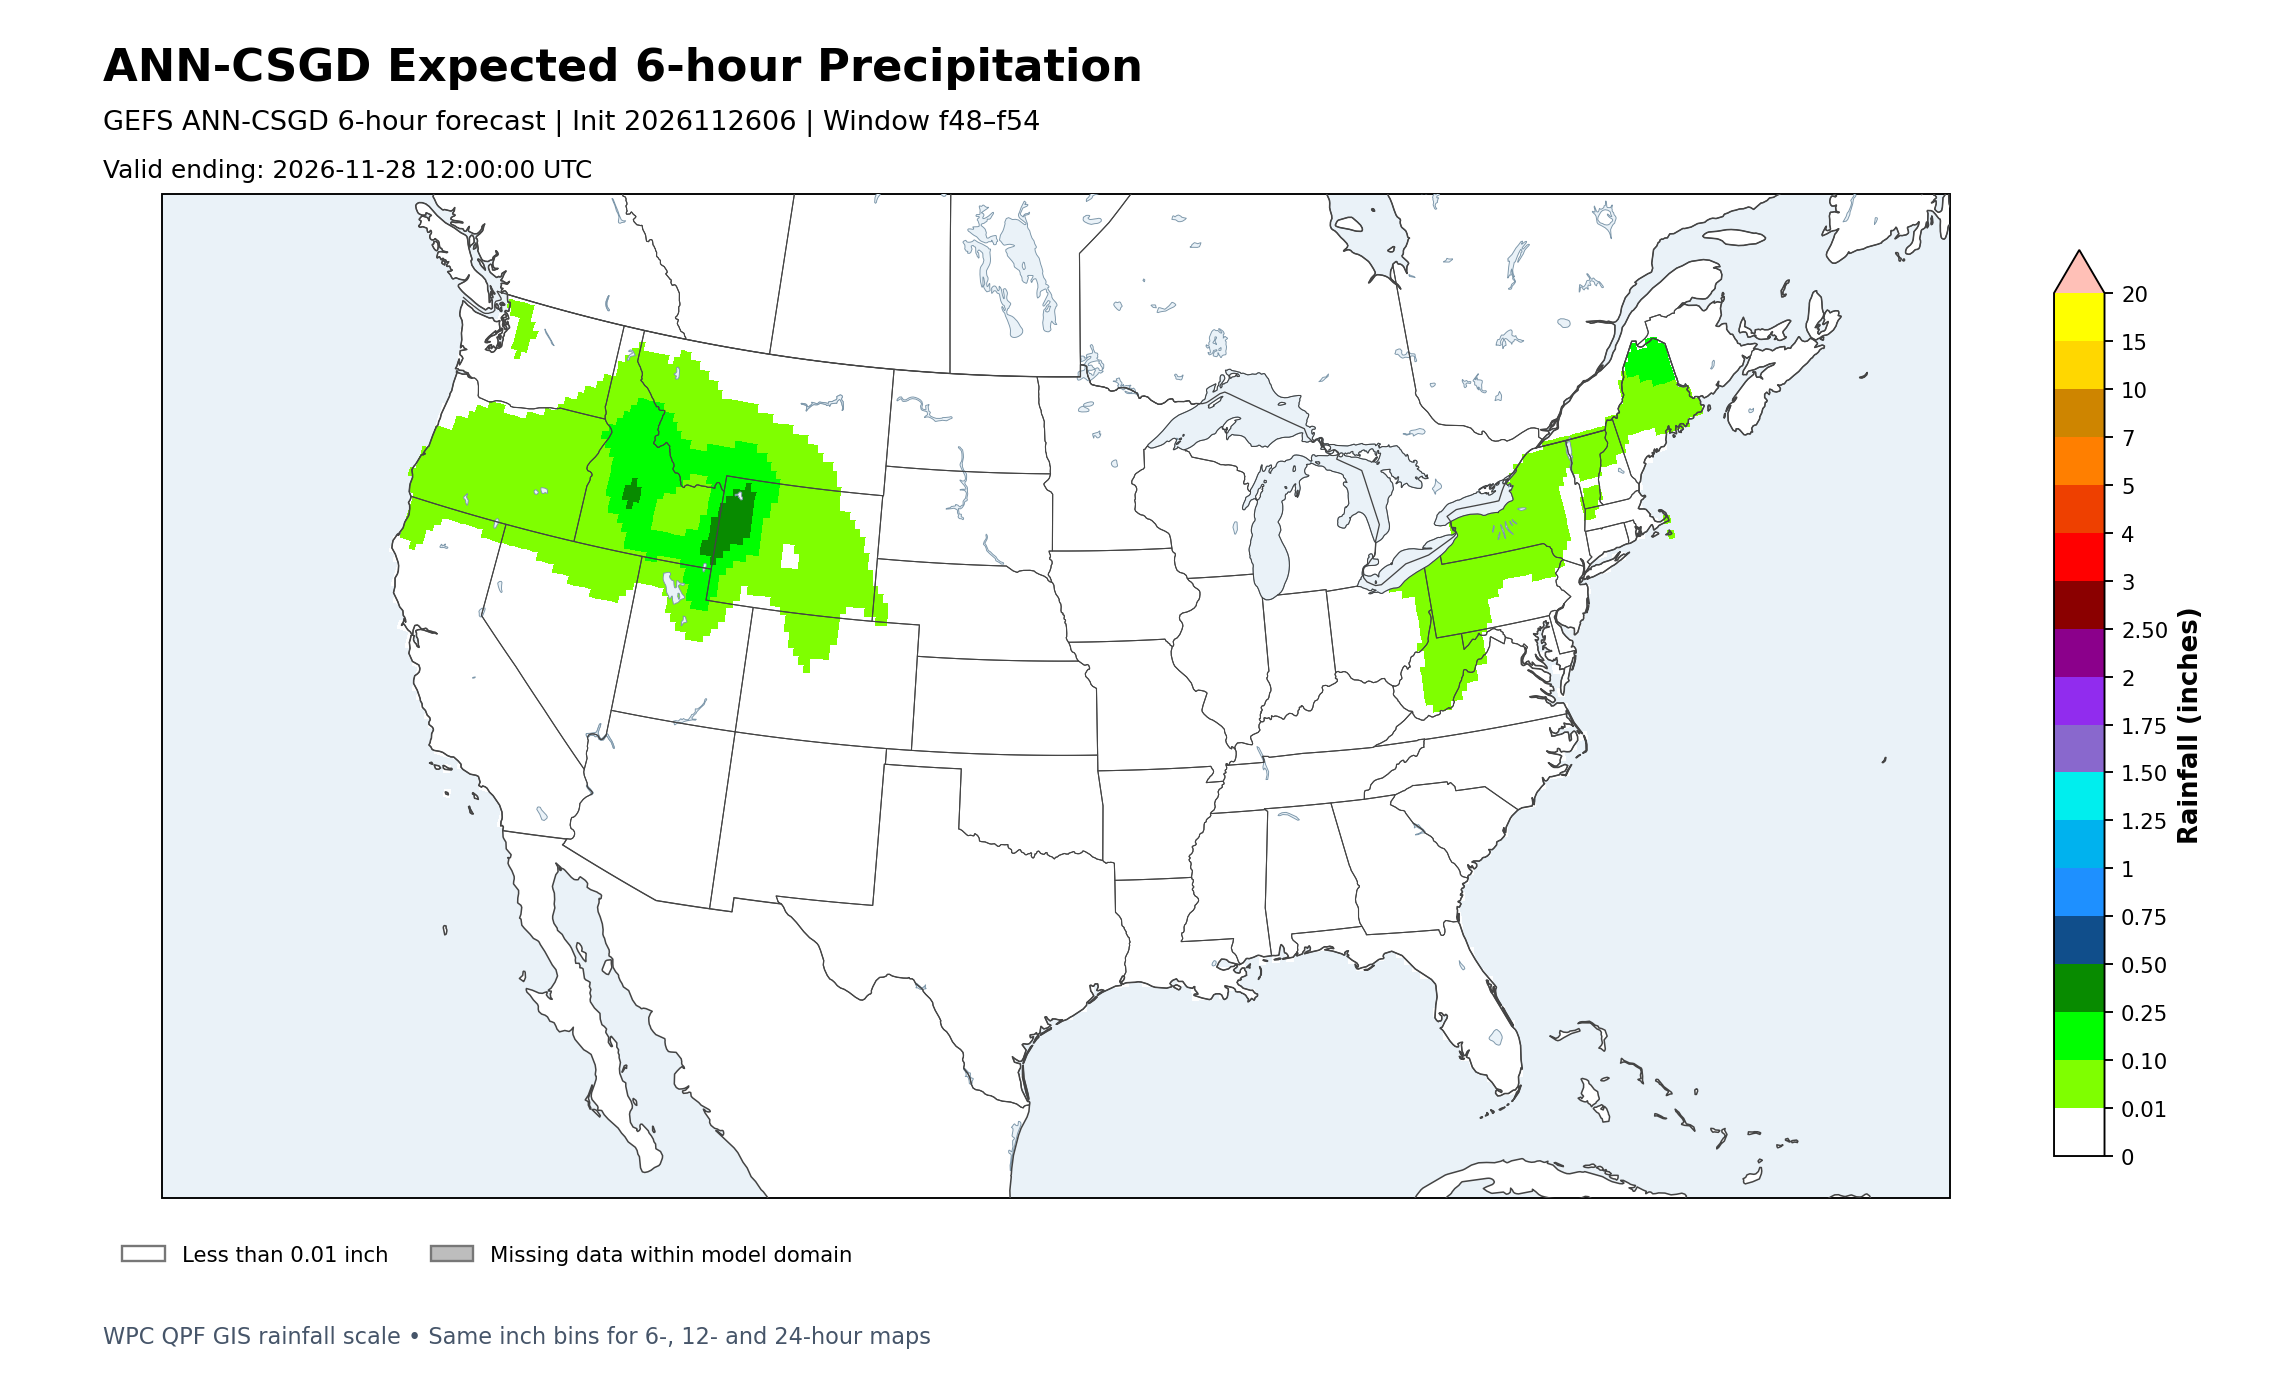 ANN-CSGD Expected 6-hour Precipitation
GEFS ANN-CSGD 6-hour forecast | Init 2026112606 | Window f48–f54
Valid ending: 2026-11-28 12:00:00 UTC
20
15
10
7
5
4
3
2.50
2
1.75
1.50
1.25
1
0.75
0.50
0.25
0.10
0.01
0
Rainfall (inches)
Less than 0.01 inch
Missing data within model domain
WPC QPF GIS rainfall scale • Same inch bins for 6-, 12- and 24-hour maps